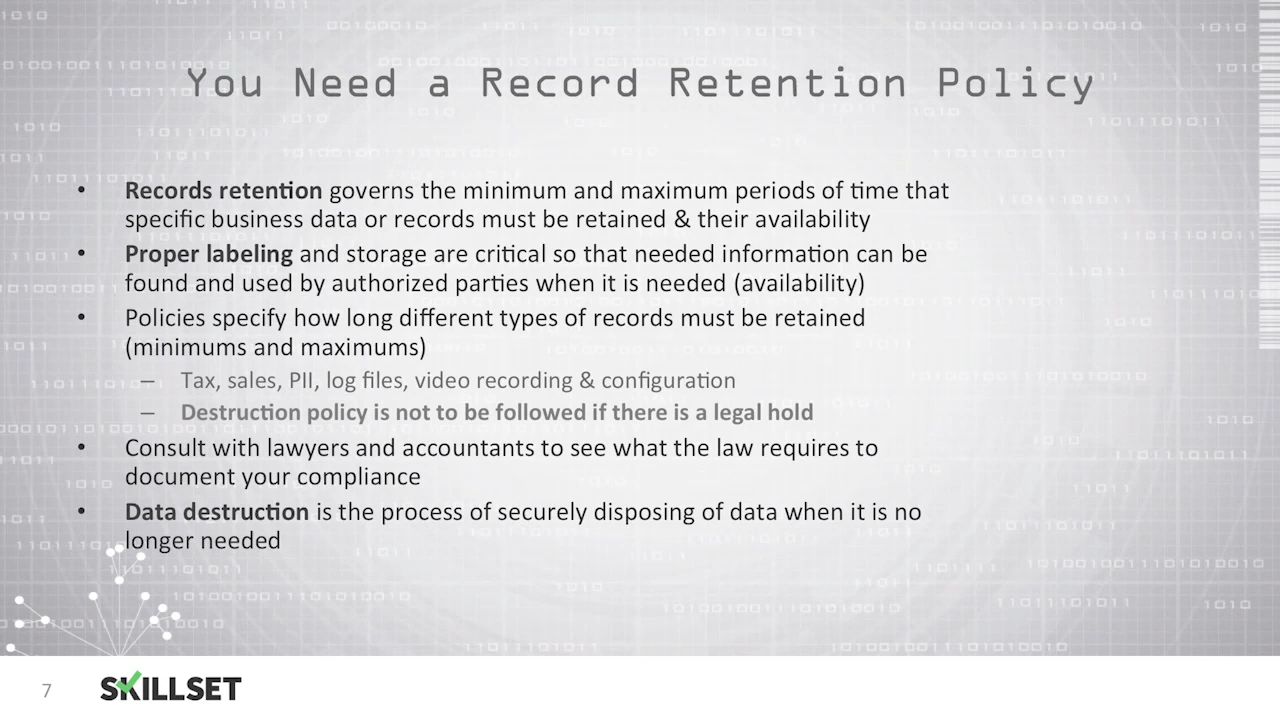 You Need a Record Retention Policy
• Records retention governs the minimum and maximum periods of time that
specific business data or records must be retained & their availability
• Proper labeling and storage are critical so that needed information can be
found and used by authorized parties when it is needed (availability)
• Policies specify how long different types of records must be retained
(minimums and maximums)
– Tax, sales, PII, log files, video recording & configuration
– Destruction policy is not to be followed if there is a legal hold
• Consult with lawyers and accountants to see what the law requires to
document your compliance
• Data destruction is the process of securely disposing of data when it is no
longer needed
7
SKILLSET